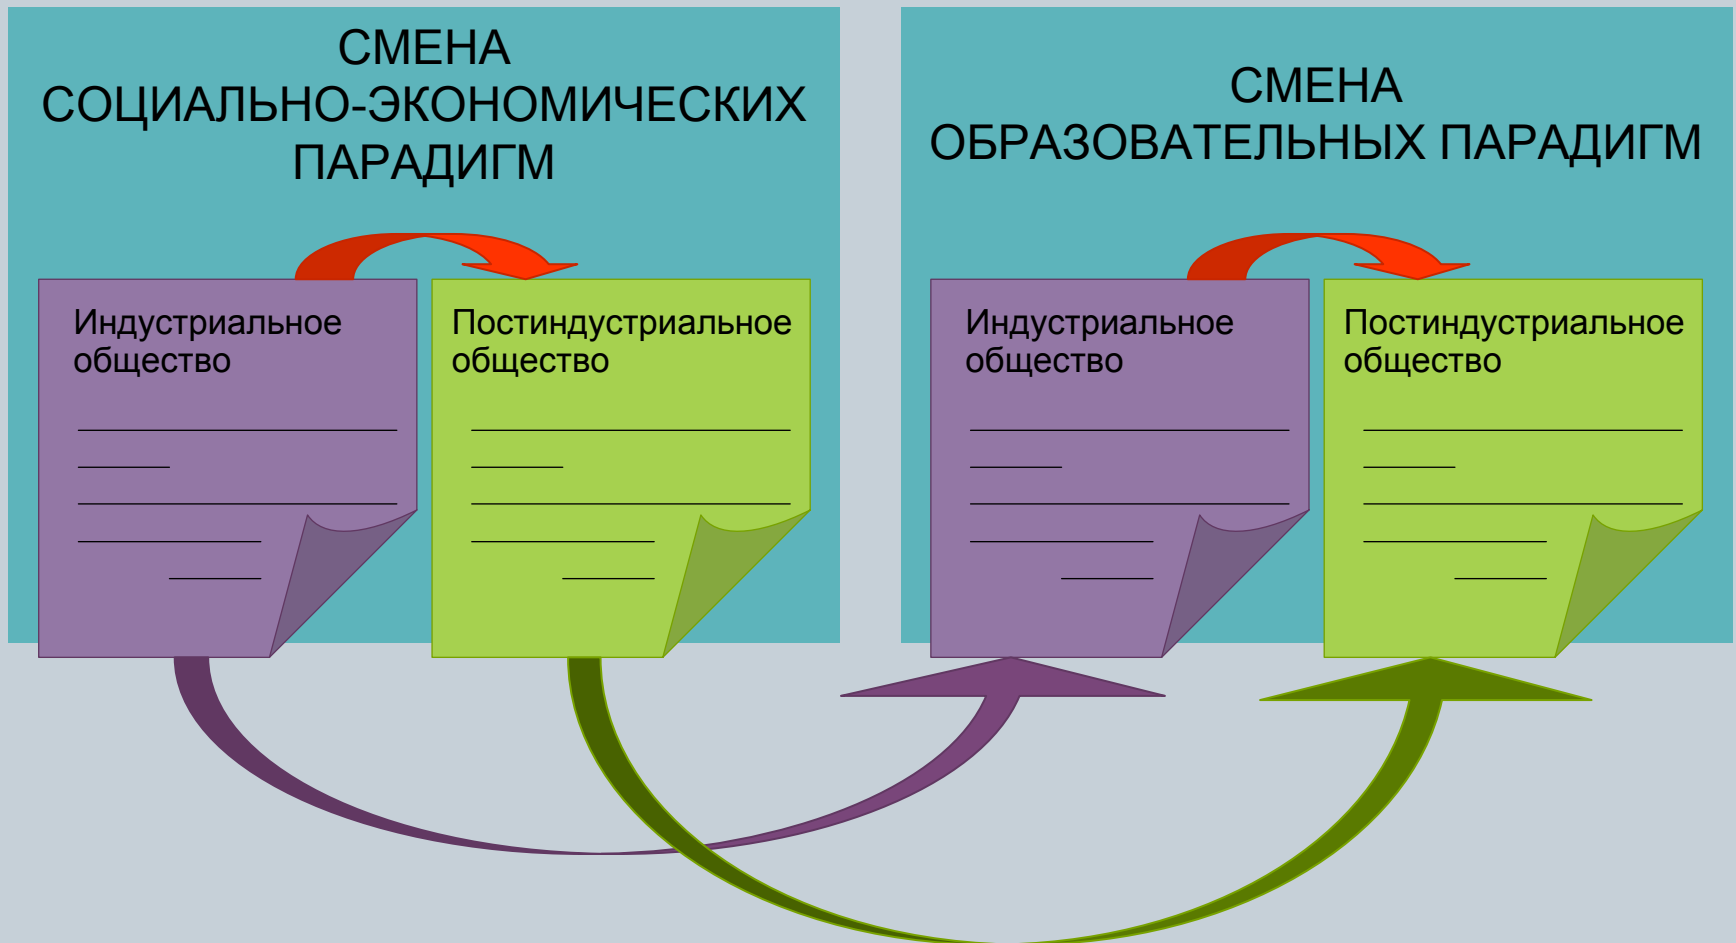 СМЕНА
СОЦИАЛЬНО-ЭКОНОМИЧЕСКИХ
ПАРАДИГМ
Индустриальное
общество
Постиндустриальное
общество
СМЕНА
ОБРАЗОВАТЕЛЬНЫХ ПАРАДИГМ
Индустриальное
общество
Постиндустриальное
общество